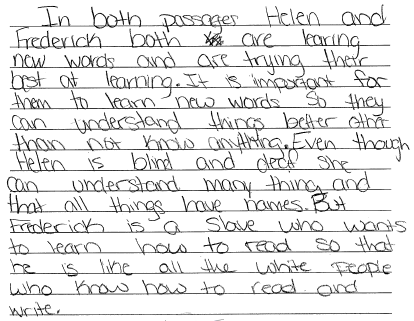 In both passages Helen and
Frederick both are learing
new words and are trying their
best at learning. It is important for
them to learn new words so they
can understand things better other
than not know anything. Even though
Helen is blind and deaf she
can understand many thing and
that all things have names. But
Frederick is a Slave who wants
to learn how to read so that
he is like all the white people
who know how to read and
write.